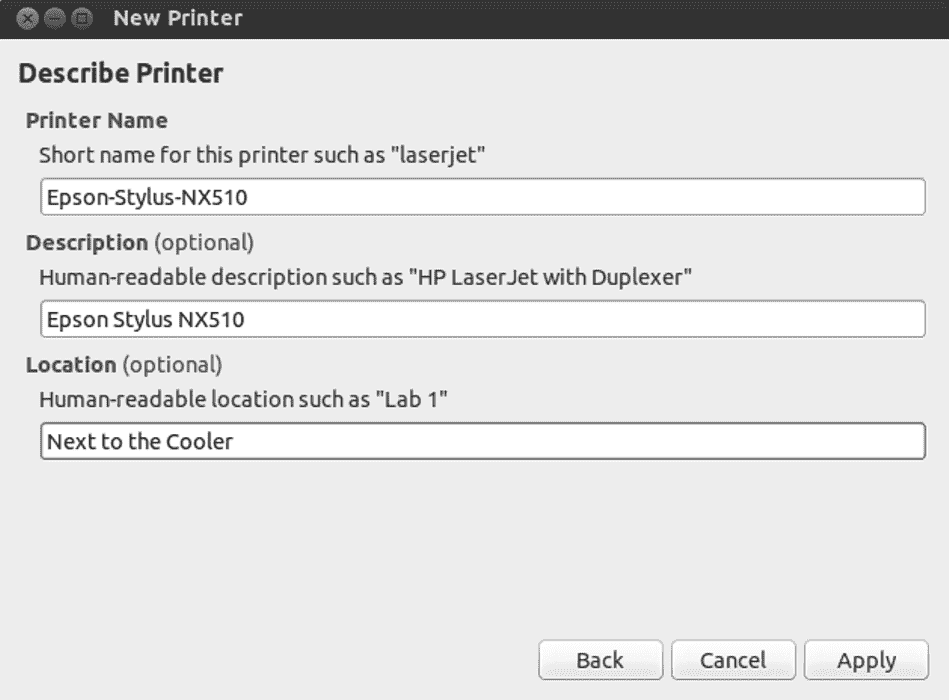 New Printer
Describe Printer
Printer Name
Short name for this printer such as "laserjet"
Epson-Stylus-NX510
Description (optional)
Human-readable description such as "HP LaserJet with Duplexer"
Epson Stylus NX510
Location (optional)
Human-readable location such as "Lab 1"
Next to the Cooler
Back Cancel Apply